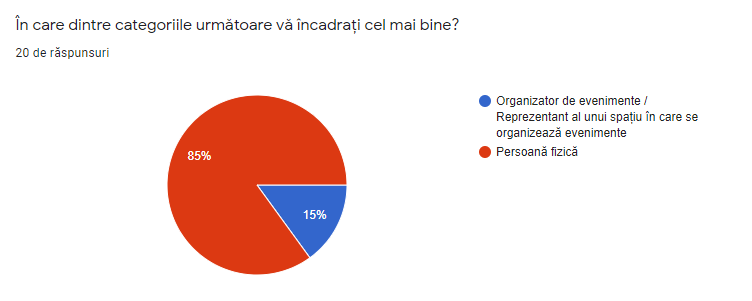 În care dintre categoriile următoare vă încadrați cel mai bine?
20 de răspunsuri
Organizator de evenimente /
Reprezentant al unui spațiu în care se
organizează evenimente
Persoană fizică
85%
15%